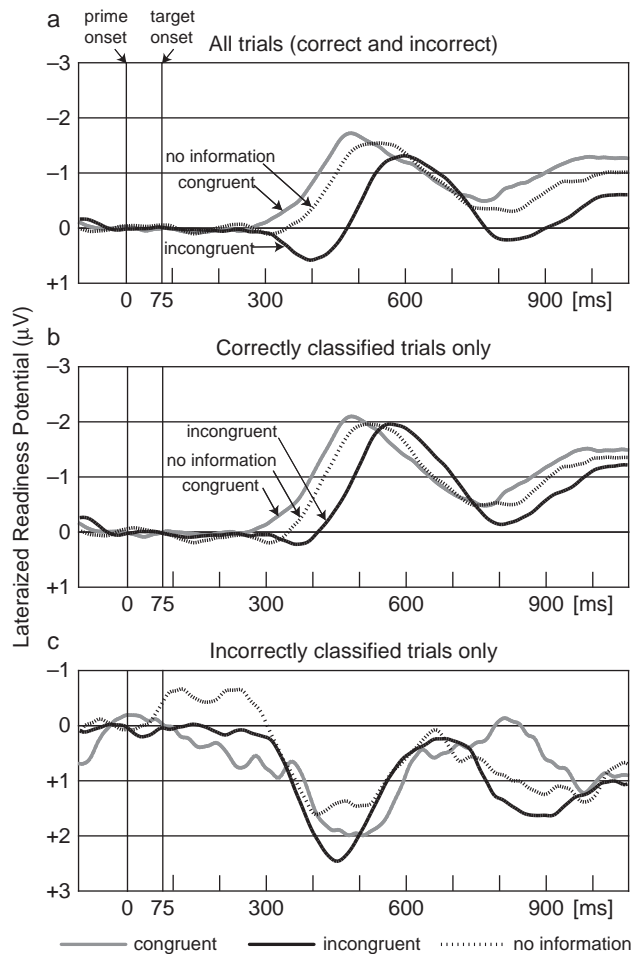 a
prime onset
target onset
All trials (correct and incorrect)
−3
−2
−1
0
+1
no information
congruent
incongruent
0 75 300 600 900 [ms]
b
Correctly classified trials only
−3
−2
−1
0
+1
incongruent
no information
congruent
0 75 300 600 900 [ms]
Lateraized Readiness Potential (μV)
c
Incorrectly classified trials only
−1
0
+1
+2
+3
0 75 300 600 900 [ms]
congruent incongruent no information